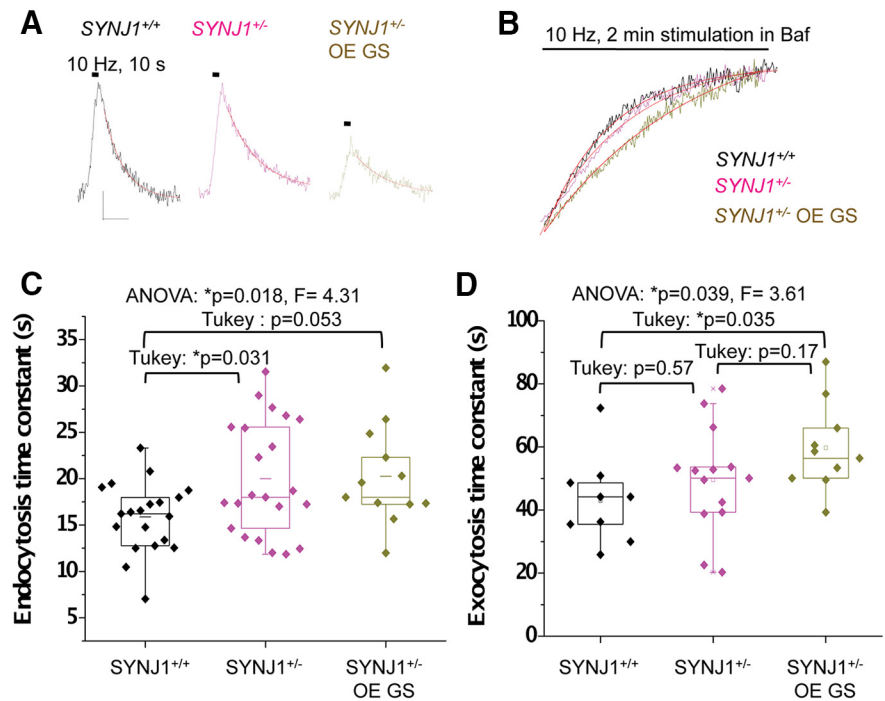 A
SYNJ1+/+
SYNJ1+/-
SYNJ1+/-
OE GS
10 Hz, 10 s
B
10 Hz, 2 min stimulation in Baf
SYNJ1+/+
SYNJ1+/-
SYNJ1+/- OE GS
C
ANOVA: *p=0.018, F= 4.31
Tukey : p=0.053
Tukey: *p=0.031
Endocytosis time constant (s)
35
30
25
20
15
10
5
SYNJ1+/+
SYNJ1+/-
SYNJ1+/-
OE GS
D
ANOVA: *p=0.039, F= 3.61
Tukey: *p=0.035
Tukey: p=0.57
Tukey: p=0.17
Exocytosis time constant (s)
100
80
60
40
20
0
SYNJ1+/+
SYNJ1+/-
SYNJ1+/-
OE GS